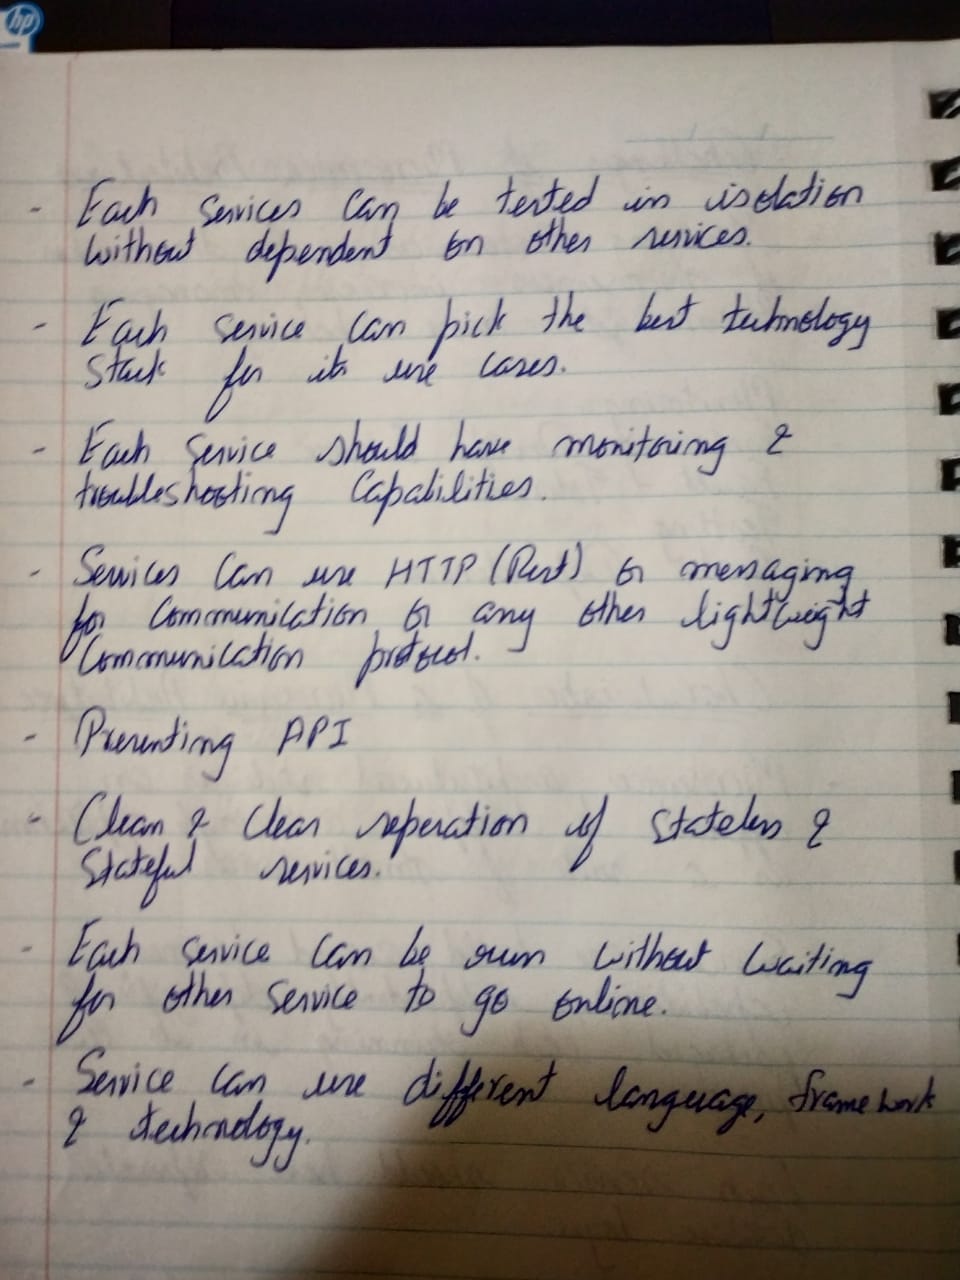 hp
- Each Services Can be tested in isolation
without dependent on other services.
- Each service can pick the best technology
Stack for its use cases.
- Each Service should have monitoring &
troubleshooting Capabilities.
- Services Can use HTTP (Rest) or messaging
for Communication or any other lightweight
Communication protocol.
- Presenting API
- Clean & Clear seperation of Stateless &
Stateful services.
- Each service can be run without waiting
for other Service to go online.
- Service can use different language, framework
& technology.